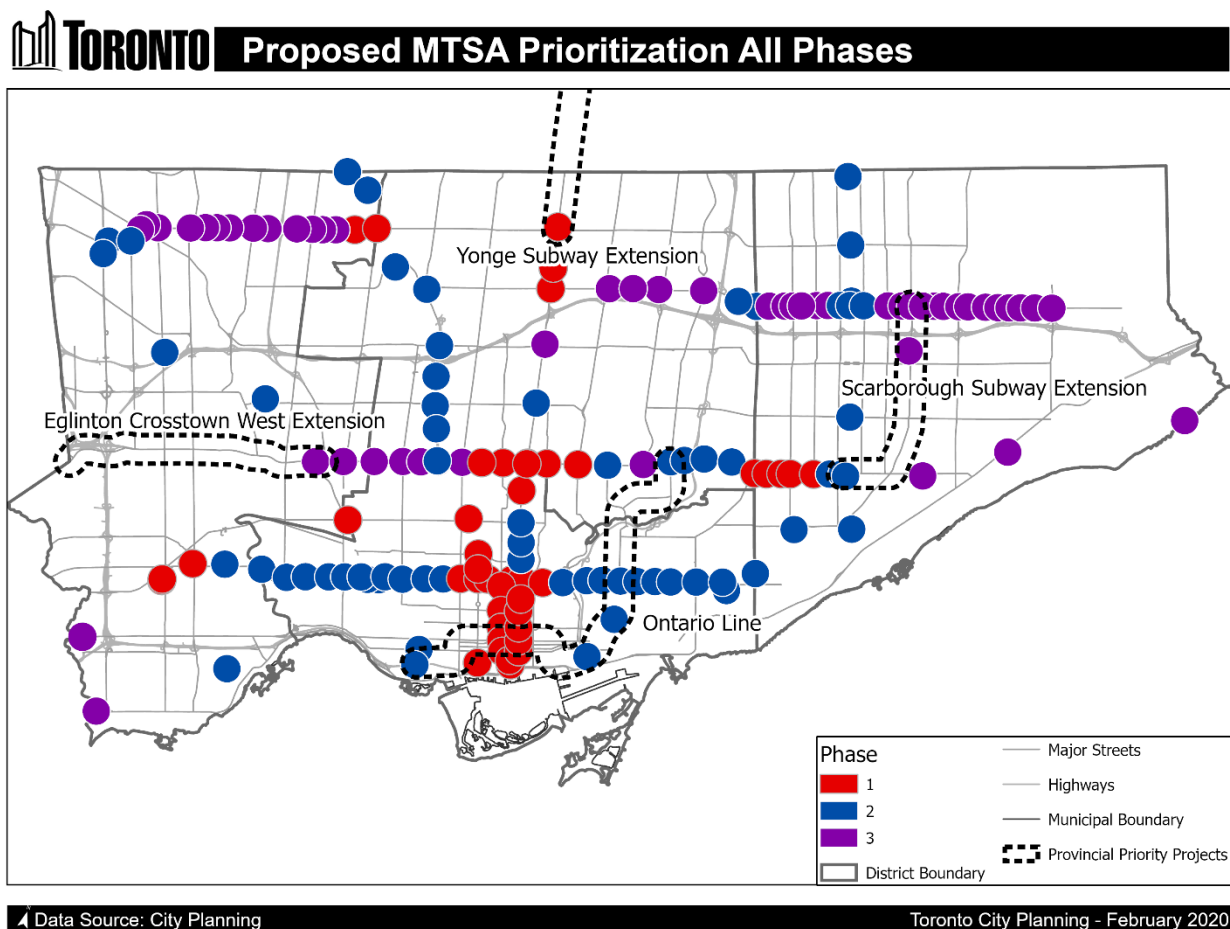 TORONTO Proposed MTSA Prioritization All Phases
Yonge Subway Extension
Scarborough Subway Extension
Eglinton Crosstown West Extension
Ontario Line
Phase
1
2
3
District Boundary
Major Streets
Highways
Municipal Boundary
Provincial Priority Projects
Data Source: City Planning
Toronto City Planning - February 2020